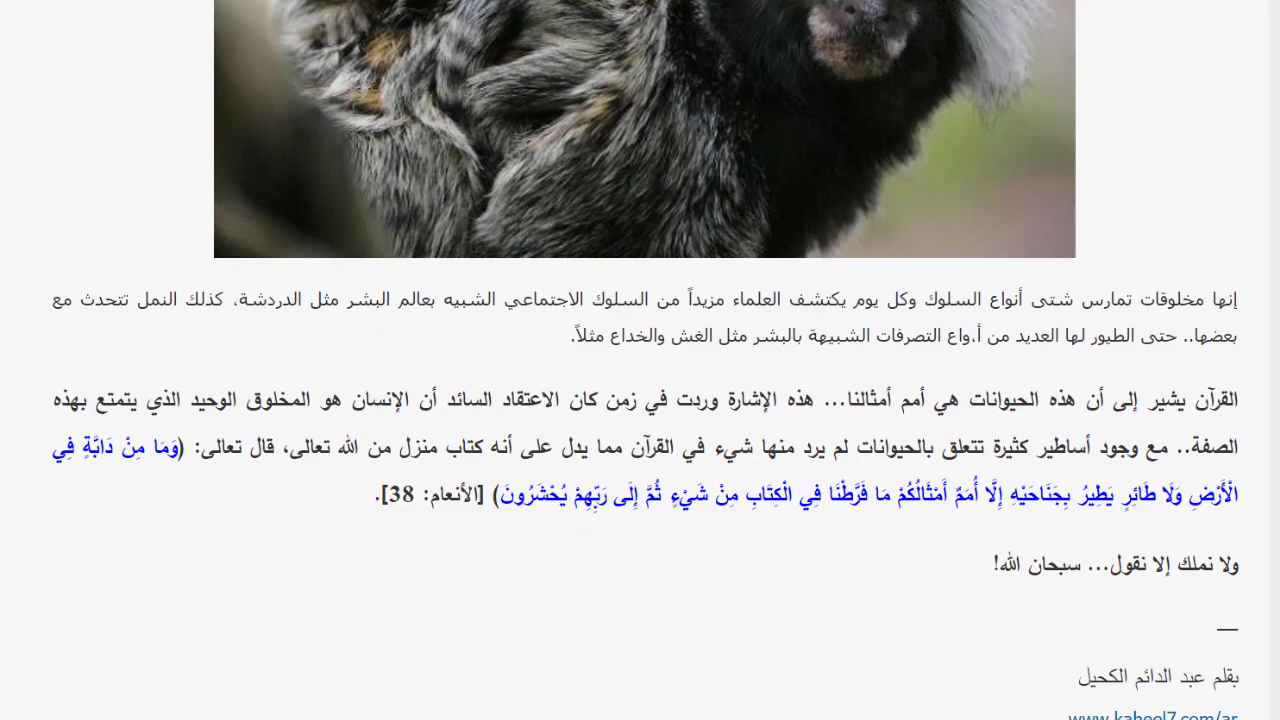 إنها مخلوقات تمارس شتى أنواع السلوك وكل يوم يكتشف العلماء مزيداً من السلوك الاجتماعي الشبيه بعالم البشر مثل الدردشة، كذلك النمل تتحدث مع
بعضها.. حتى الطيور لها العديد من أ،واع التصرفات الشبيهة بالبشر مثل الغش والخداع مثلاً.
القرآن يشير إلى أن هذه الحيوانات هي أمم أمثالنا... هذه الإشارة وردت في زمن كان الاعتقاد السائد أن الإنسان هو المخلوق الوحيد الذي يتمتع بهذه
الصفة.. مع وجود أساطير كثيرة تتعلق بالحيوانات لم يرد منها شيء في القرآن مما يدل على أنه كتاب منزل من الله تعالى، قال تعالى: (وَمَا مِنْ دَابَّةٍ فِي
الْأَرْضِ وَلَا طَائِرٍ يَطِيرُ بِجَنَاحَيْهِ إِلَّا أُمَمٌ أَمْثَالُكُمْ مَا فَرَّطْنَا فِي الْكِتَابِ مِنْ شَيْءٍ ثُمَّ إِلَى رَبِّهِمْ يُحْشَرُونَ) [الأنعام: 38].
ولا نملك إلا نقول... سبحان الله!
—
بقلم عبد الدائم الكحيل
www.kaheel7.com/ar